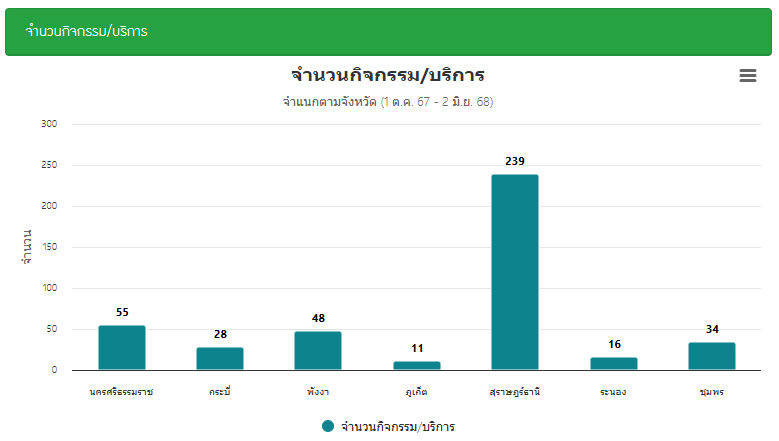 จำนวนกิจกรรม/บริการ
จำนวนกิจกรรม/บริการ
จำแนกตามจังหวัด (1 ต.ค. 67 - 2 มิ.ย. 68)
300
250
200
150
100
50
0
จำนวน
55
28
48
11
239
16
34
นครศรีธรรมราช กระบี่ พังงา ภูเก็ต สุราษฎร์ธานี ระนอง ชุมพร
จำนวนกิจกรรม/บริการ